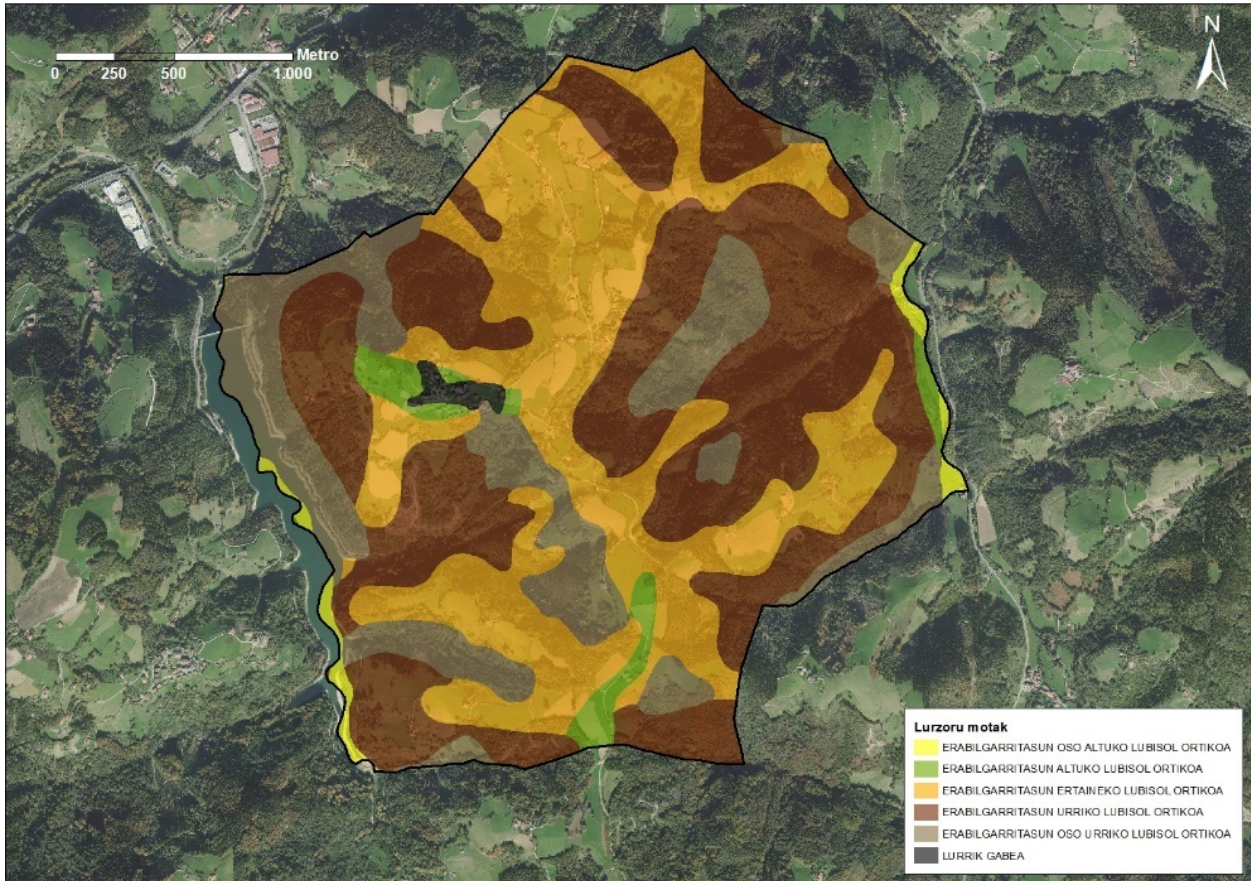 Metro
0 250 500 1.000
N
Lurzoru motak
ERABILGARRITASUN OSO ALTUKO LUBISOL ORTIKOA
ERABILGARRITASUN ALTUKO LUBISOL ORTIKOA
ERABILGARRITASUN ERTAINEKO LUBISOL ORTIKOA
ERABILGARRITASUN URRIKO LUBISOL ORTIKOA
ERABILGARRITASUN OSO URRIKO LUBISOL ORTIKOA
LURRIK GABEA